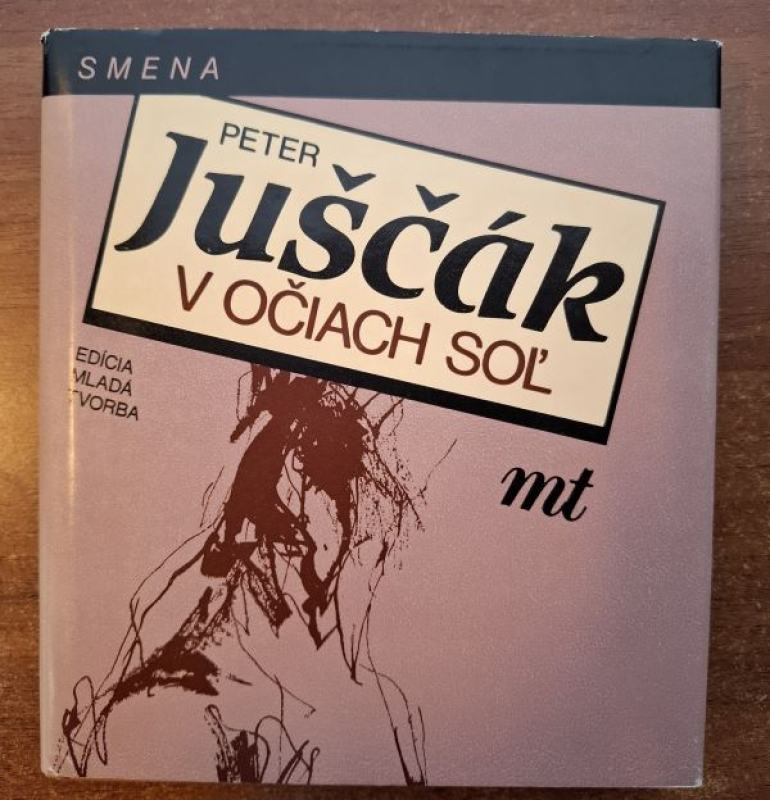 SMENA
PETER
Juščák
V OČIACH SOĽ
EDÍCIA
MLADÁ
TVORBA
mt